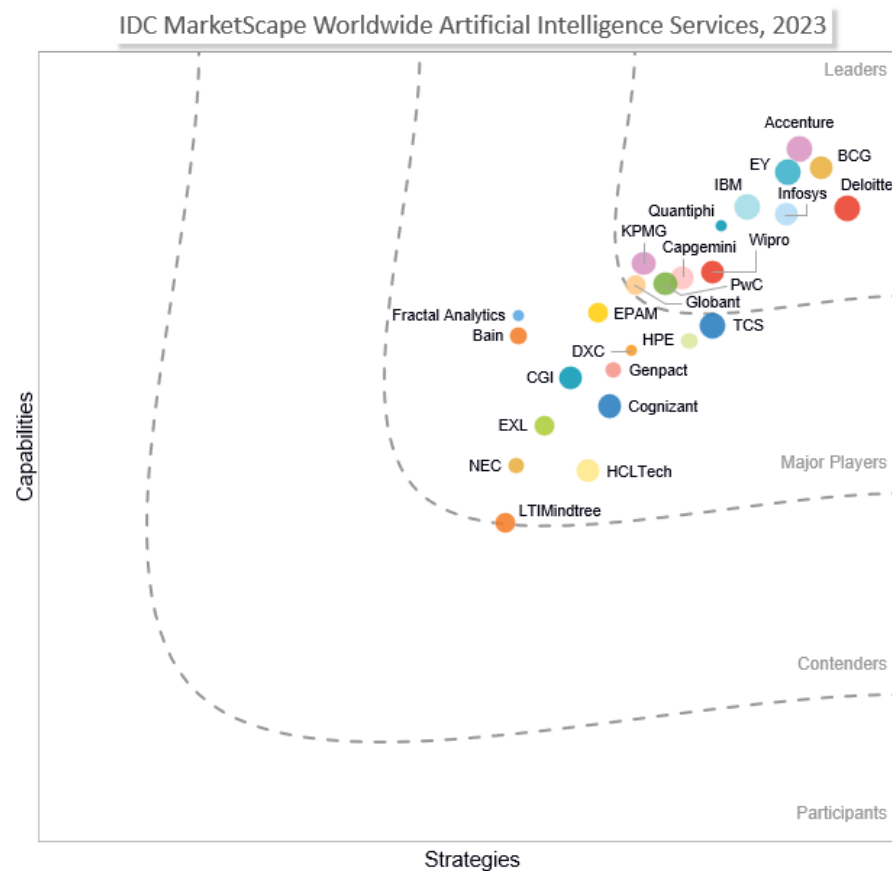 IDC MarketScape Worldwide Artificial Intelligence Services, 2023
Leaders
Accenture
EY
BCG
IBM
Infosys
Deloitte
Quantiphi
KPMG
Capgemini
Wipro
PwC
Globant
Fractal Analytics
EPAM
TCS
Bain
HPE
DXC
Genpact
CGI
Cognizant
EXL
Major Players
NEC
HCLTech
LTIMindtree
Capabilities
Contenders
Participants
Strategies